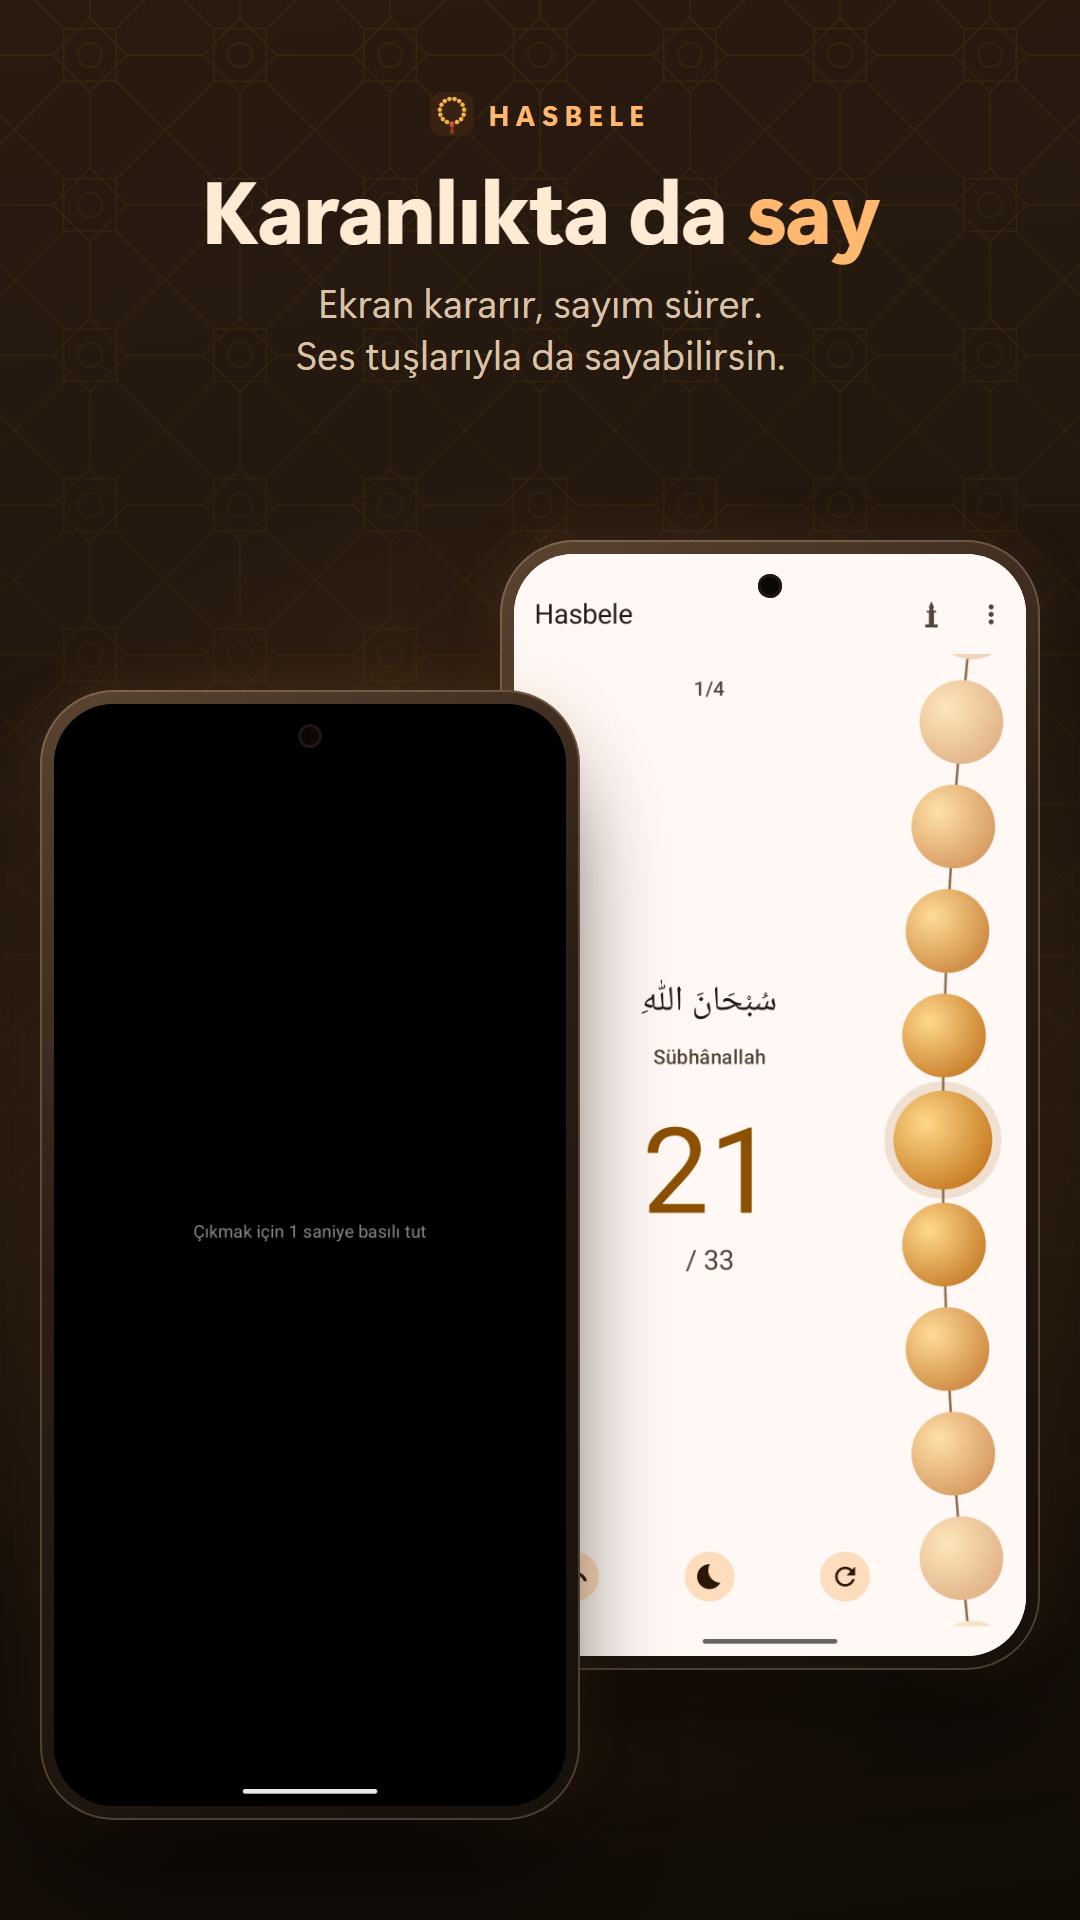 HASBELE
Karanlıkta da say
Ekran kararır, sayım sürer.
Ses tuşlarıyla da sayabilirsin.
Hasbele
1/4
سُبْحَانَ اللّٰهِ
Sübhânallah
21
/ 33
Çıkmak için 1 saniye basılı tut